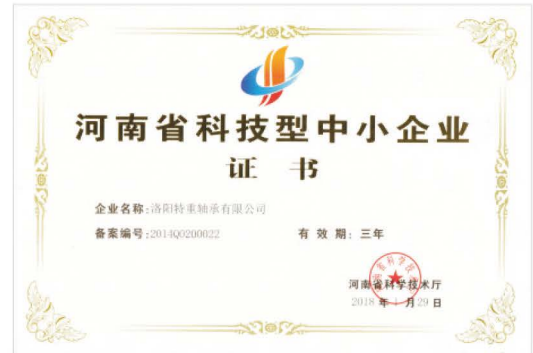 河南省科技型中小企业
证 书
企业名称:洛阳特重轴承有限公司
备案编号:2014Q0200022
有 效 期: 三年
河南省科学技术厅
2018 年 月 29 日